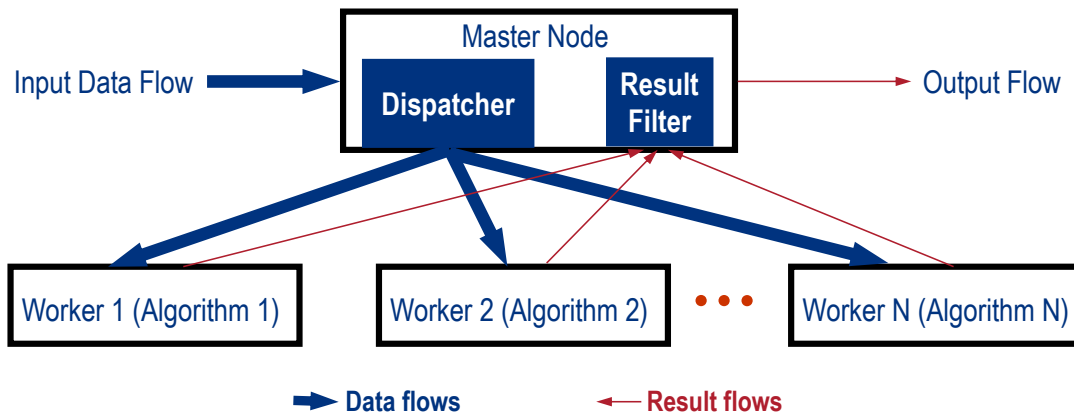 Master Node
Input Data Flow
Dispatcher
Result
Filter
Output Flow
Worker 1 (Algorithm 1)
Worker 2 (Algorithm 2)
Worker N (Algorithm N)
Data flows
Result flows